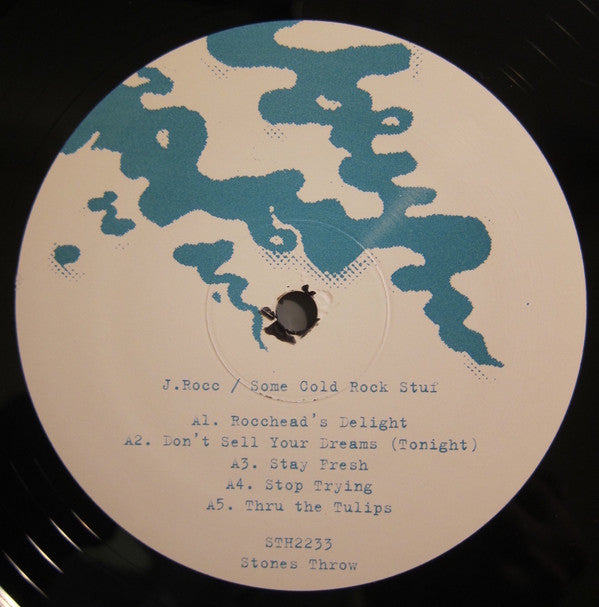 J.Rocc / Some Cold Rock Stuf
A1. Rocchead's Delight
A2. Don't Sell Your Dreams (Tonight)
A3. Stay Fresh
A4. Stop Trying
A5. Thru the Tulips
STH2233
Stones Throw